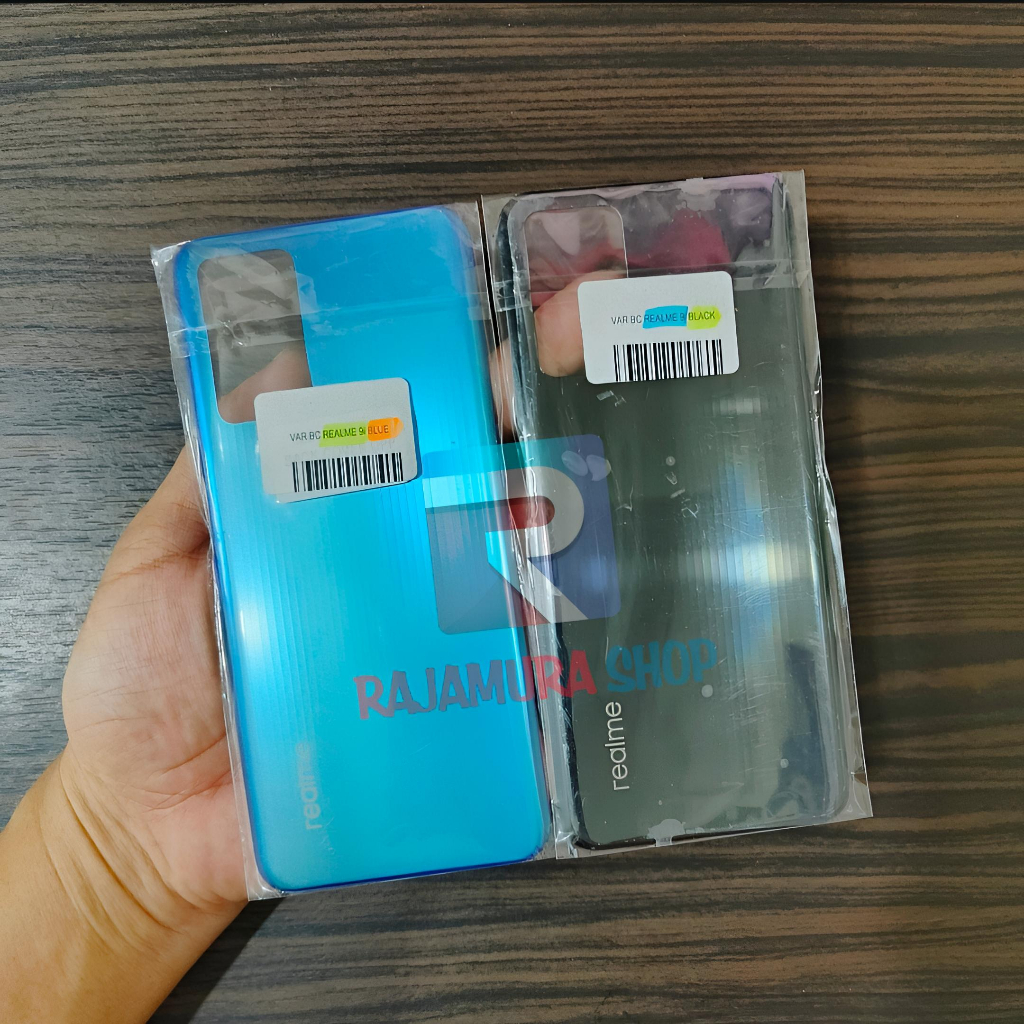 VAR BC REALME 9i BLUE
realme
VAR BC REALME 9i BLACK
realme
R
RAJAMURA SHOP